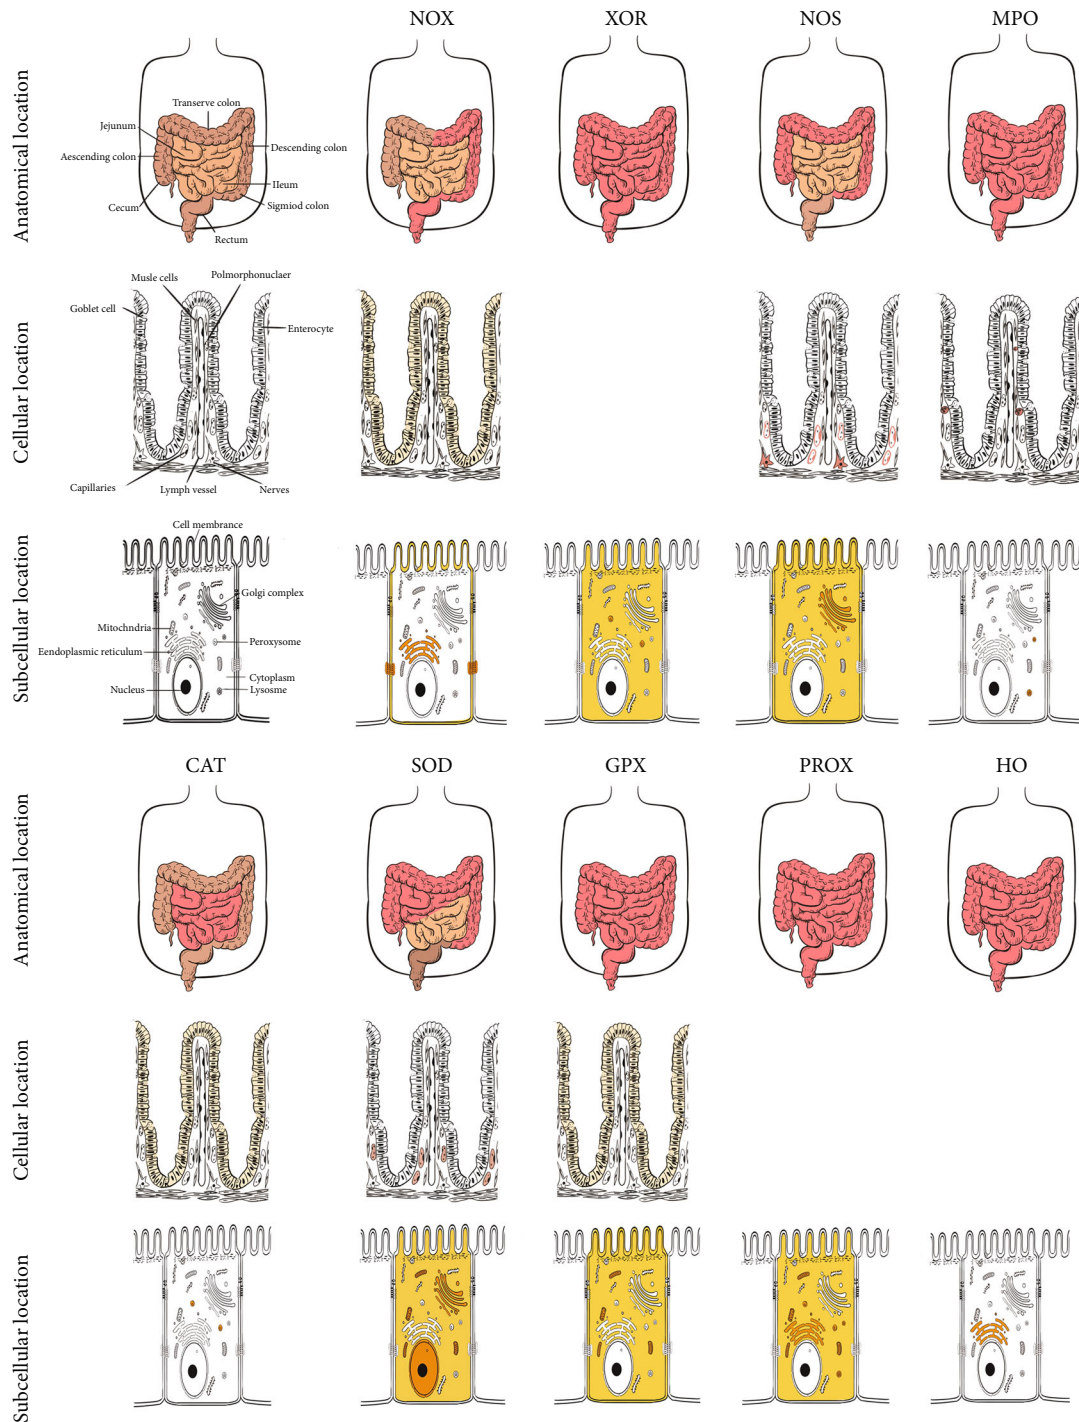 NOX XOR NOS MPO
Anatomical location
Transerve colon
Jejunum
Aescending colon
Descending colon
Ileum
Cecum
Sigmiod colon
Rectum
Cellular location
Musle cells
Polmorphonuclaer
Goblet cell
Enterocyte
Capillaries
Lymph vessel
Nerves
Subcellular location
Cell membrance
Golgi complex
Mitochndria
Peroxysome
Eendoplasmic reticulum
Cytoplasm
Nucleus
Lysosme
CAT SOD GPX PROX HO
Anatomical location
Cellular location
Subcellular location